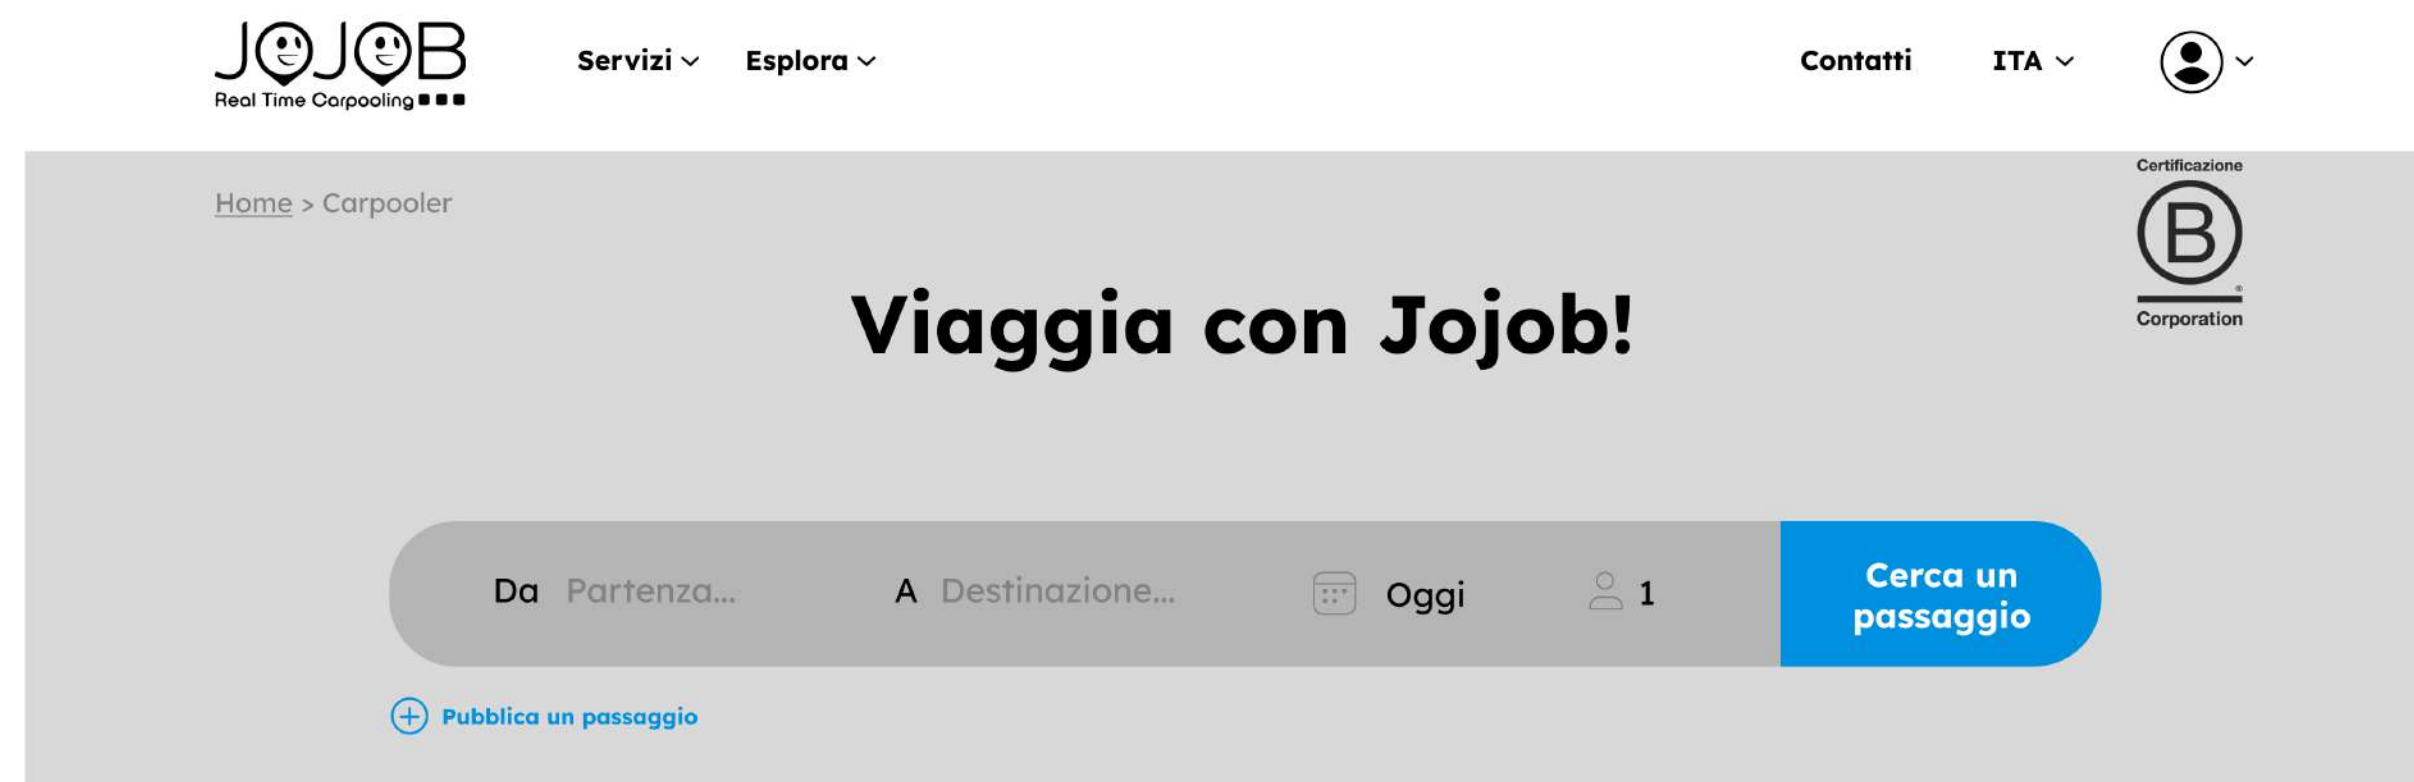 JOJOB
Real Time Carpooling
Servizi
Esplora
Contatti
ITA
Home > Carpooler
Certificazione
B
®
Corporation
Viaggia con Jojob!
Da Partenza...
A Destinazione...
Oggi
1
Cerca un
passaggio
Pubblica un passaggio